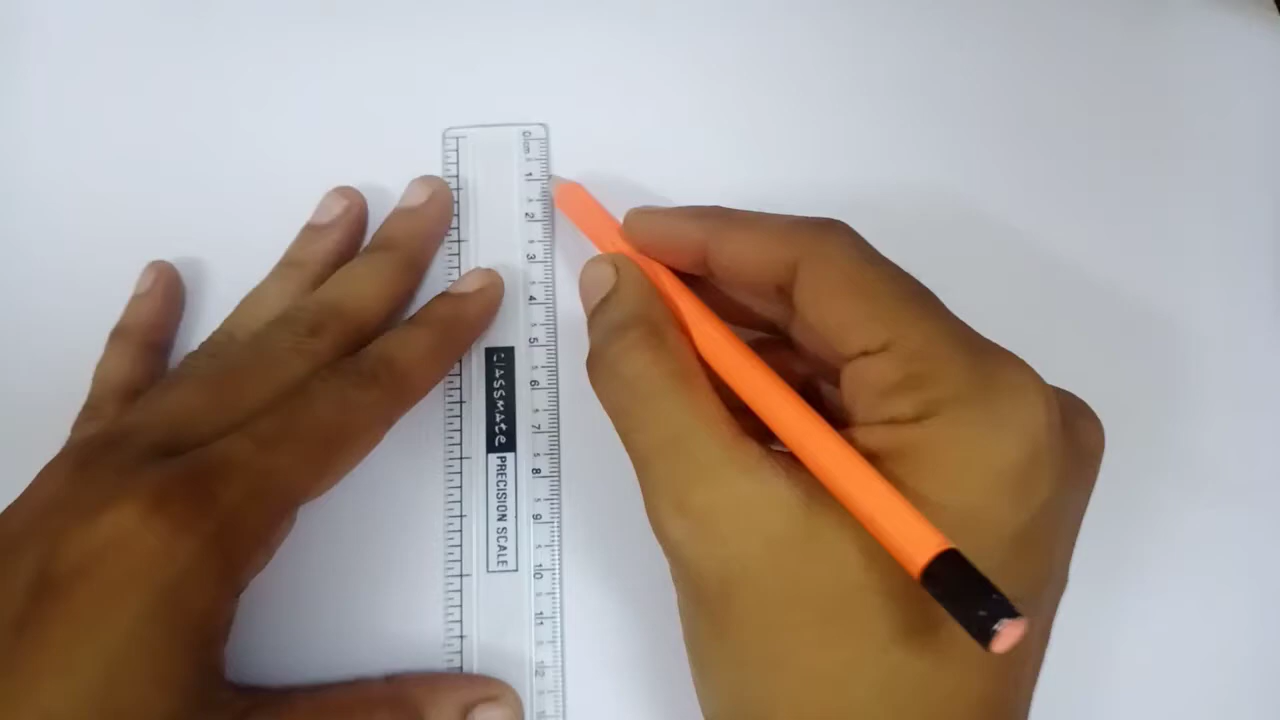 0 cm 1 2 3 4 5 6 7 8 9 10 11 12
classmate PRECISION SCALE